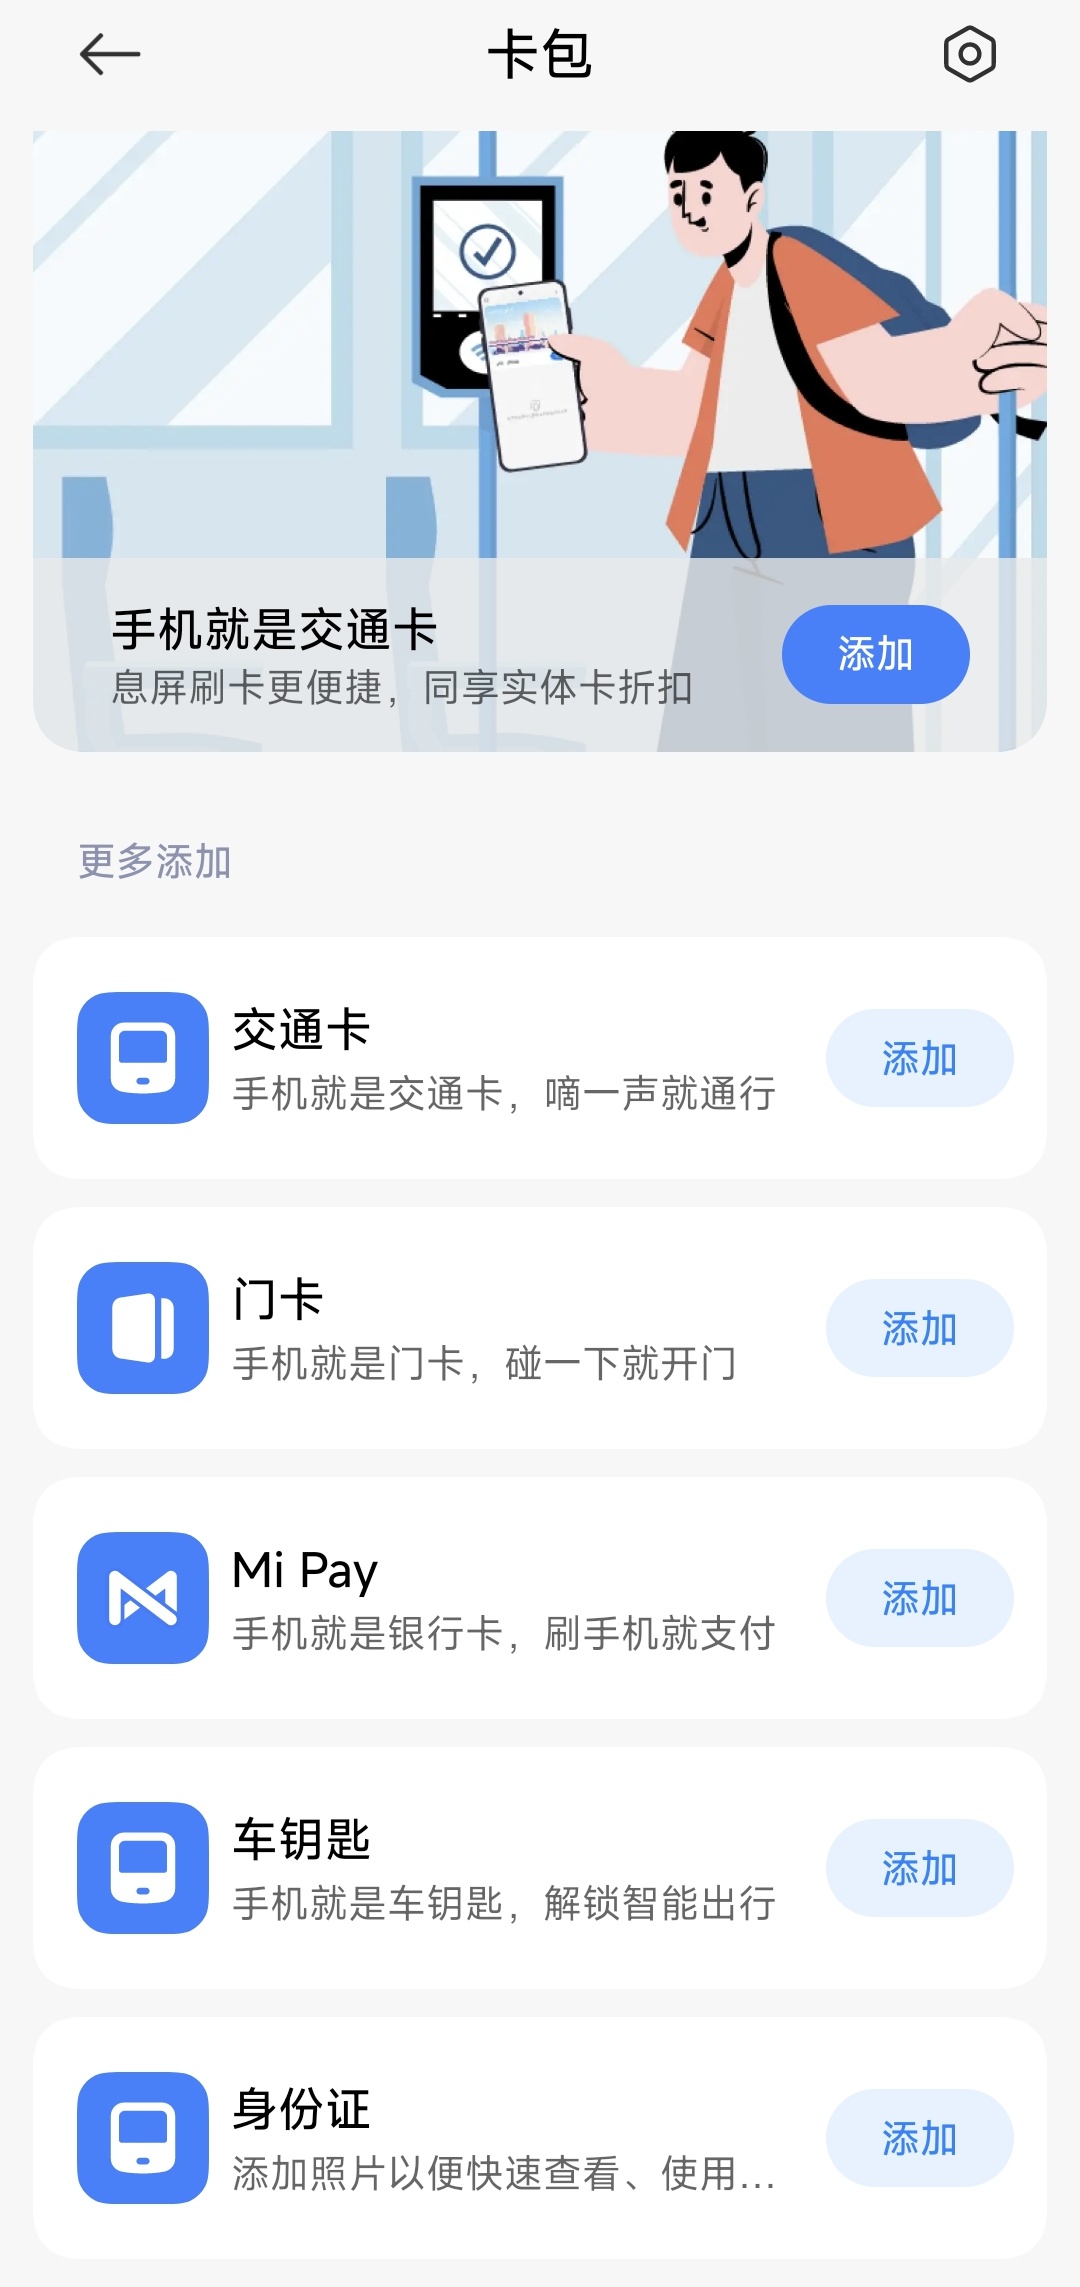 卡包
手机就是交通卡
息屏刷卡更便捷，同享实体卡折扣
添加
更多添加
交通卡
手机就是交通卡，嘀一声就通行
添加
门卡
手机就是门卡，碰一下就开门
添加
Mi Pay
手机就是银行卡，刷手机就支付
添加
车钥匙
手机就是车钥匙，解锁智能出行
添加
身份证
添加照片以便快速查看、使用...
添加